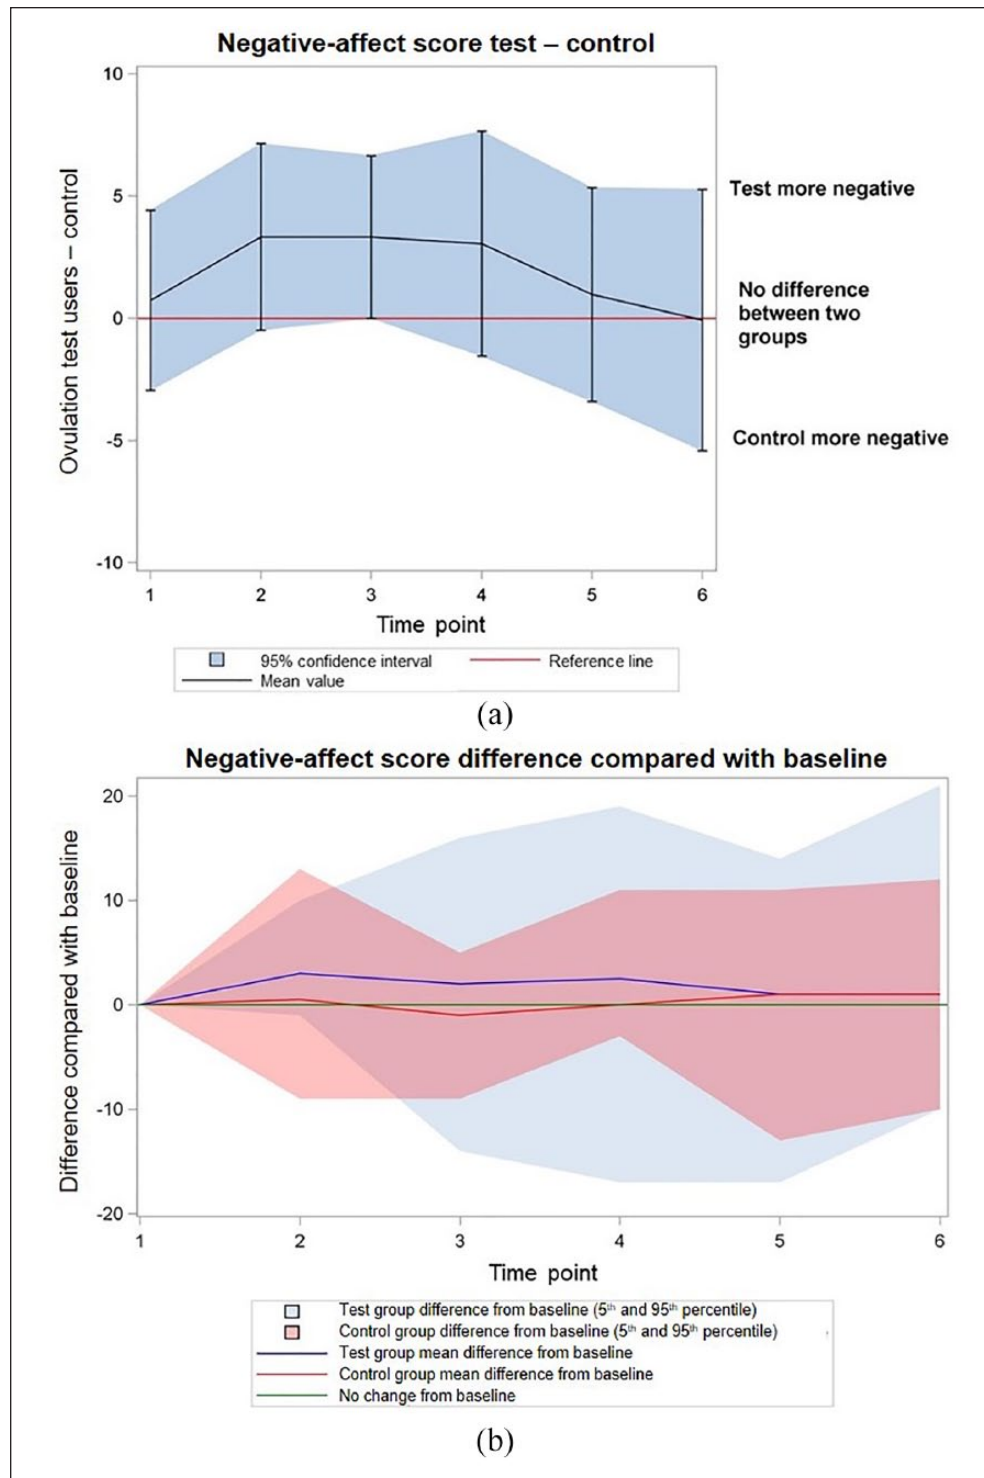 Negative-affect score test – control
10
5
0
-5
-10
Ovulation test users – control
Test more negative
No difference
between two
groups
Control more negative
1 2 3 4 5 6
Time point
95% confidence interval
Reference line
Mean value
(a)
Negative-affect score difference compared with baseline
20
10
0
-10
-20
Difference compared with baseline
1 2 3 4 5 6
Time point
Test group difference from baseline (5th and 95th percentile)
Control group difference from baseline (5th and 95th percentile)
Test group mean difference from baseline
Control group mean difference from baseline
No change from baseline
(b)